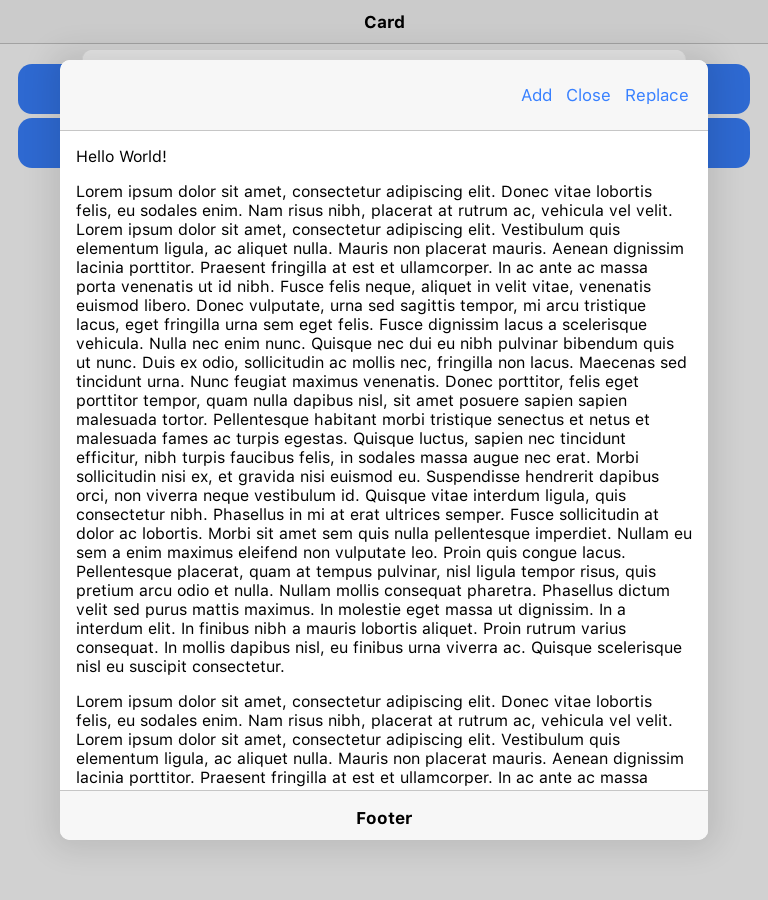 Card
Add Close Replace
Hello World!
Lorem ipsum dolor sit amet, consectetur adipiscing elit. Donec vitae lobortis
felis, eu sodales enim. Nam risus nibh, placerat at rutrum ac, vehicula vel velit.
Lorem ipsum dolor sit amet, consectetur adipiscing elit. Vestibulum quis
elementum ligula, ac aliquet nulla. Mauris non placerat mauris. Aenean dignissim
lacinia porttitor. Praesent fringilla at est et ullamcorper. In ac ante ac massa
porta venenatis ut id nibh. Fusce felis neque, aliquet in velit vitae, venenatis
euismod libero. Donec vulputate, urna sed sagittis tempor, mi arcu tristique
lacus, eget fringilla urna sem eget felis. Fusce dignissim lacus a scelerisque
vehicula. Nulla nec enim nunc. Quisque nec dui eu nibh pulvinar bibendum quis
ut nunc. Duis ex odio, sollicitudin ac mollis nec, fringilla non lacus. Maecenas sed
tincidunt urna. Nunc feugiat maximus venenatis. Donec porttitor, felis eget
porttitor tempor, quam nulla dapibus nisl, sit amet posuere sapien sapien
malesuada tortor. Pellentesque habitant morbi tristique senectus et netus et
malesuada fames ac turpis egestas. Quisque luctus, sapien nec tincidunt
efficitur, nibh turpis faucibus felis, in sodales massa augue nec erat. Morbi
sollicitudin nisi ex, et gravida nisi euismod eu. Suspendisse hendrerit dapibus
orci, non viverra neque vestibulum id. Quisque vitae interdum ligula, quis
consectetur nibh. Phasellus in mi at erat ultrices semper. Fusce sollicitudin at
dolor ac lobortis. Morbi sit amet sem quis nulla pellentesque imperdiet. Nullam eu
sem a enim maximus eleifend non vulputate leo. Proin quis congue lacus.
Pellentesque placerat, quam at tempus pulvinar, nisl ligula tempor risus, quis
pretium arcu odio et nulla. Nullam mollis consequat pharetra. Phasellus dictum
velit sed purus mattis maximus. In molestie eget massa ut dignissim. In a
interdum elit. In finibus nibh a mauris lobortis aliquet. Proin rutrum varius
consequat. In mollis dapibus nisl, eu finibus urna viverra ac. Quisque scelerisque
nisl eu suscipit consectetur.
Lorem ipsum dolor sit amet, consectetur adipiscing elit. Donec vitae lobortis
felis, eu sodales enim. Nam risus nibh, placerat at rutrum ac, vehicula vel velit.
Lorem ipsum dolor sit amet, consectetur adipiscing elit. Vestibulum quis
elementum ligula, ac aliquet nulla. Mauris non placerat mauris. Aenean dignissim
lacinia porttitor. Praesent fringilla at est et ullamcorper. In ac ante ac massa
Footer